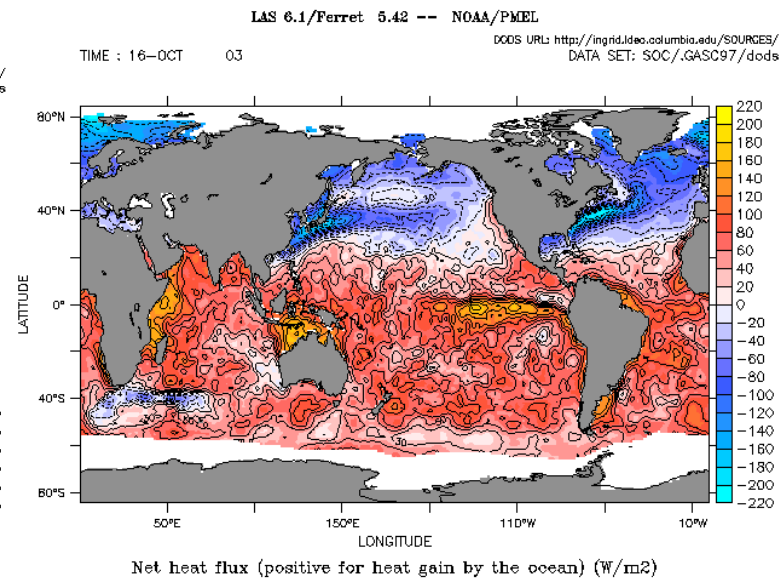 LAS 6.1/Ferret 5.42 -- NOAA/PMEL
DODS URL: http://ingrid.ldeo.columbia.edu/SOURCES/
TIME : 16-OCT 03
DATA SET: SOC/.GASC97/dods
/
s
80°N
40°N
0°
40°S
80°S
LATITUDE
50°E
150°E
110°W
10°W
LONGITUDE
220
200
180
160
140
120
100
80
60
40
20
0
-20
-40
-60
-80
-100
-120
-140
-160
-180
-200
-220
Net heat flux (positive for heat gain by the ocean) (W/m2)